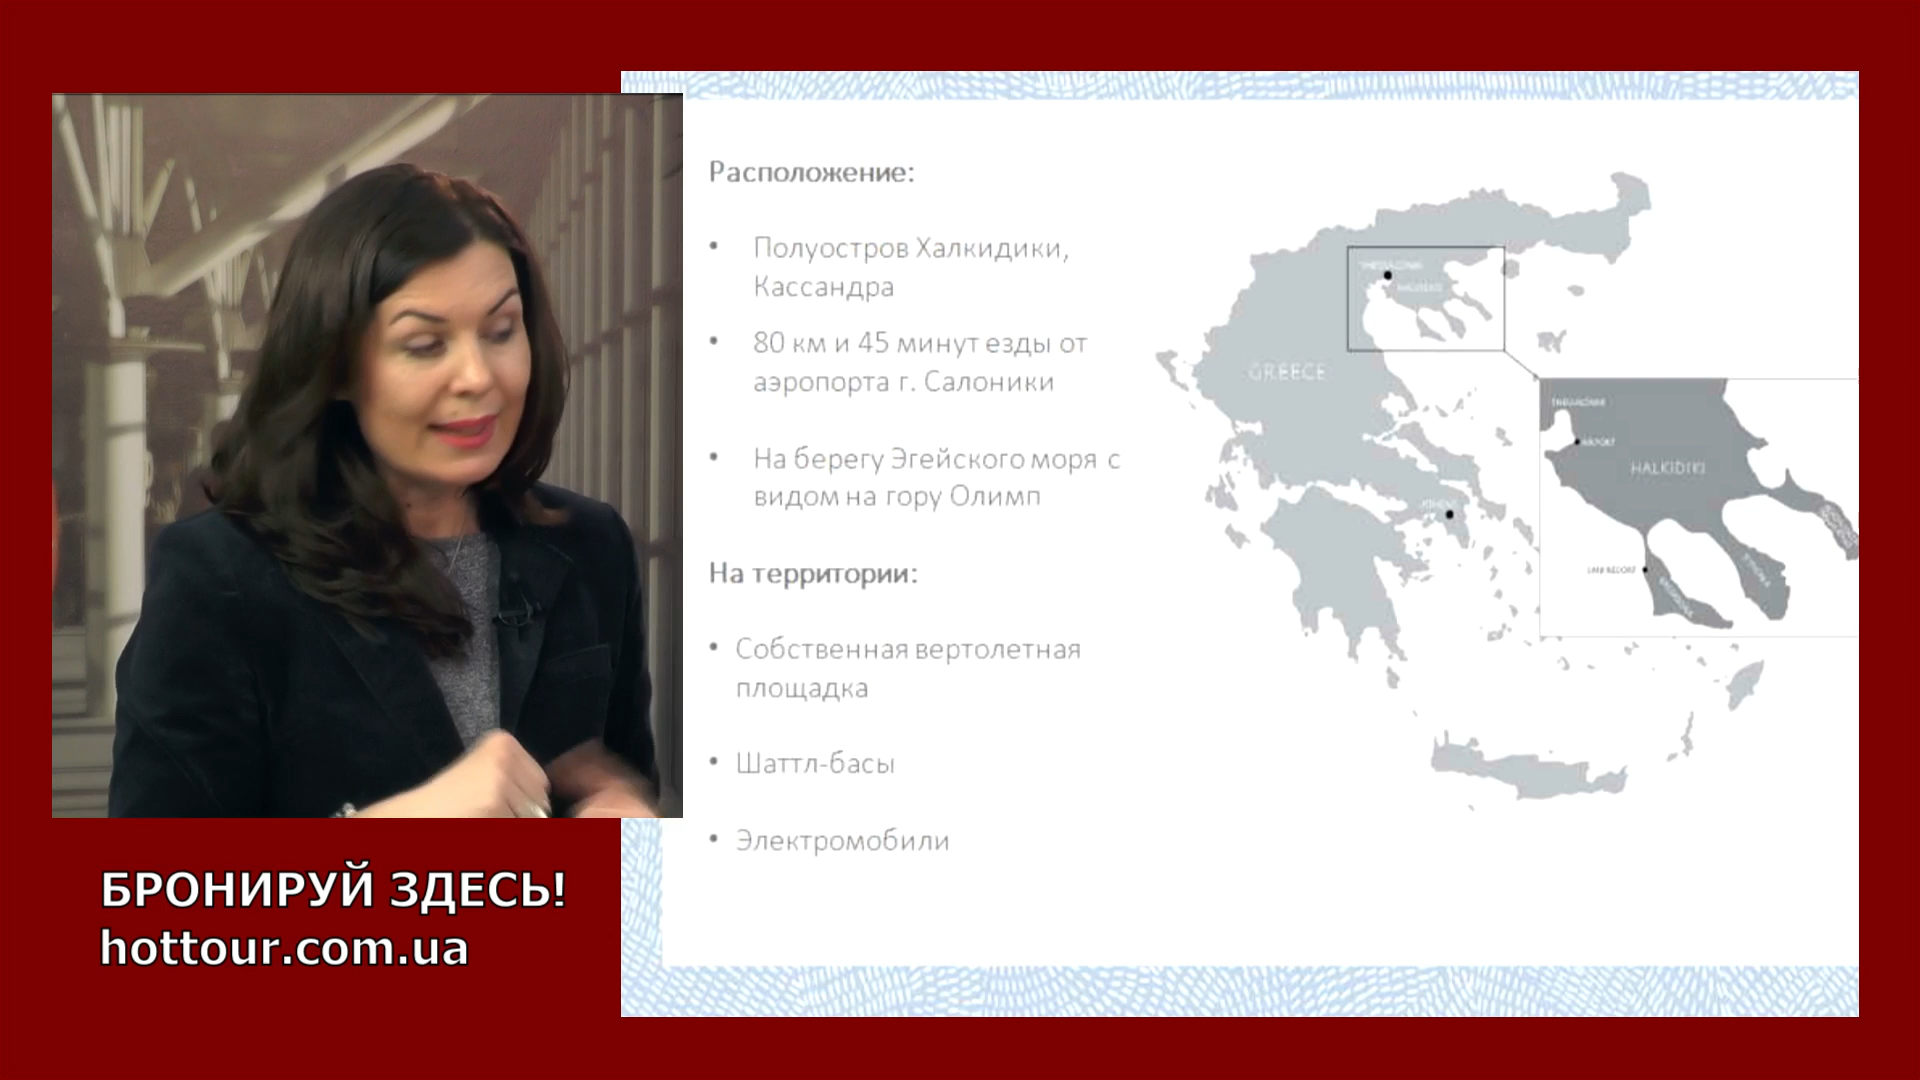 Расположение:
• Полуостров Халкидики,
Кассандра
• 80 км и 45 минут езды от
аэропорта г. Салоники
• На берегу Эгейского моря с
видом на гору Олимп
На территории:
• Собственная вертолетная
площадка
• Шаттл-басы
• Электромобили
GREECE
HALKIDIKI
БРОНИРУЙ ЗДЕСЬ!
hottour.com.ua